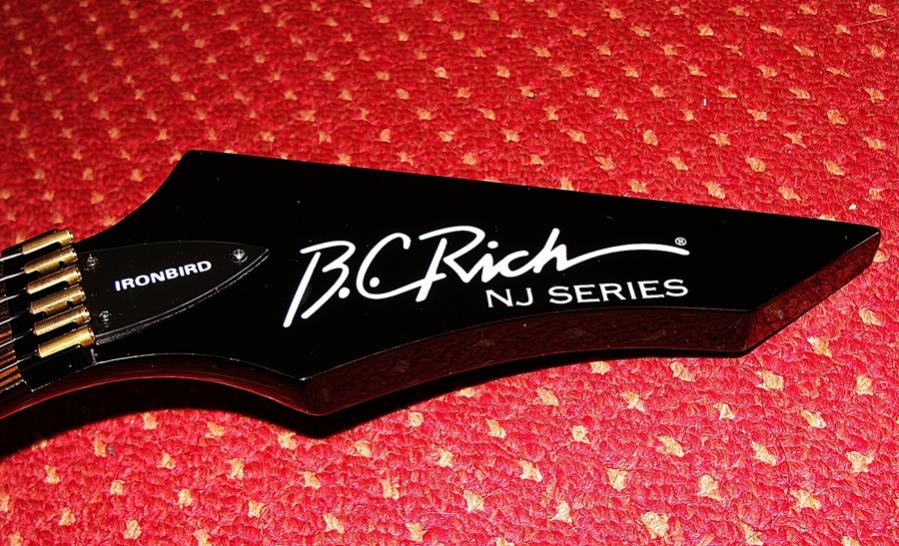 IRONBIRD
B.C.Rich®
NJ SERIES